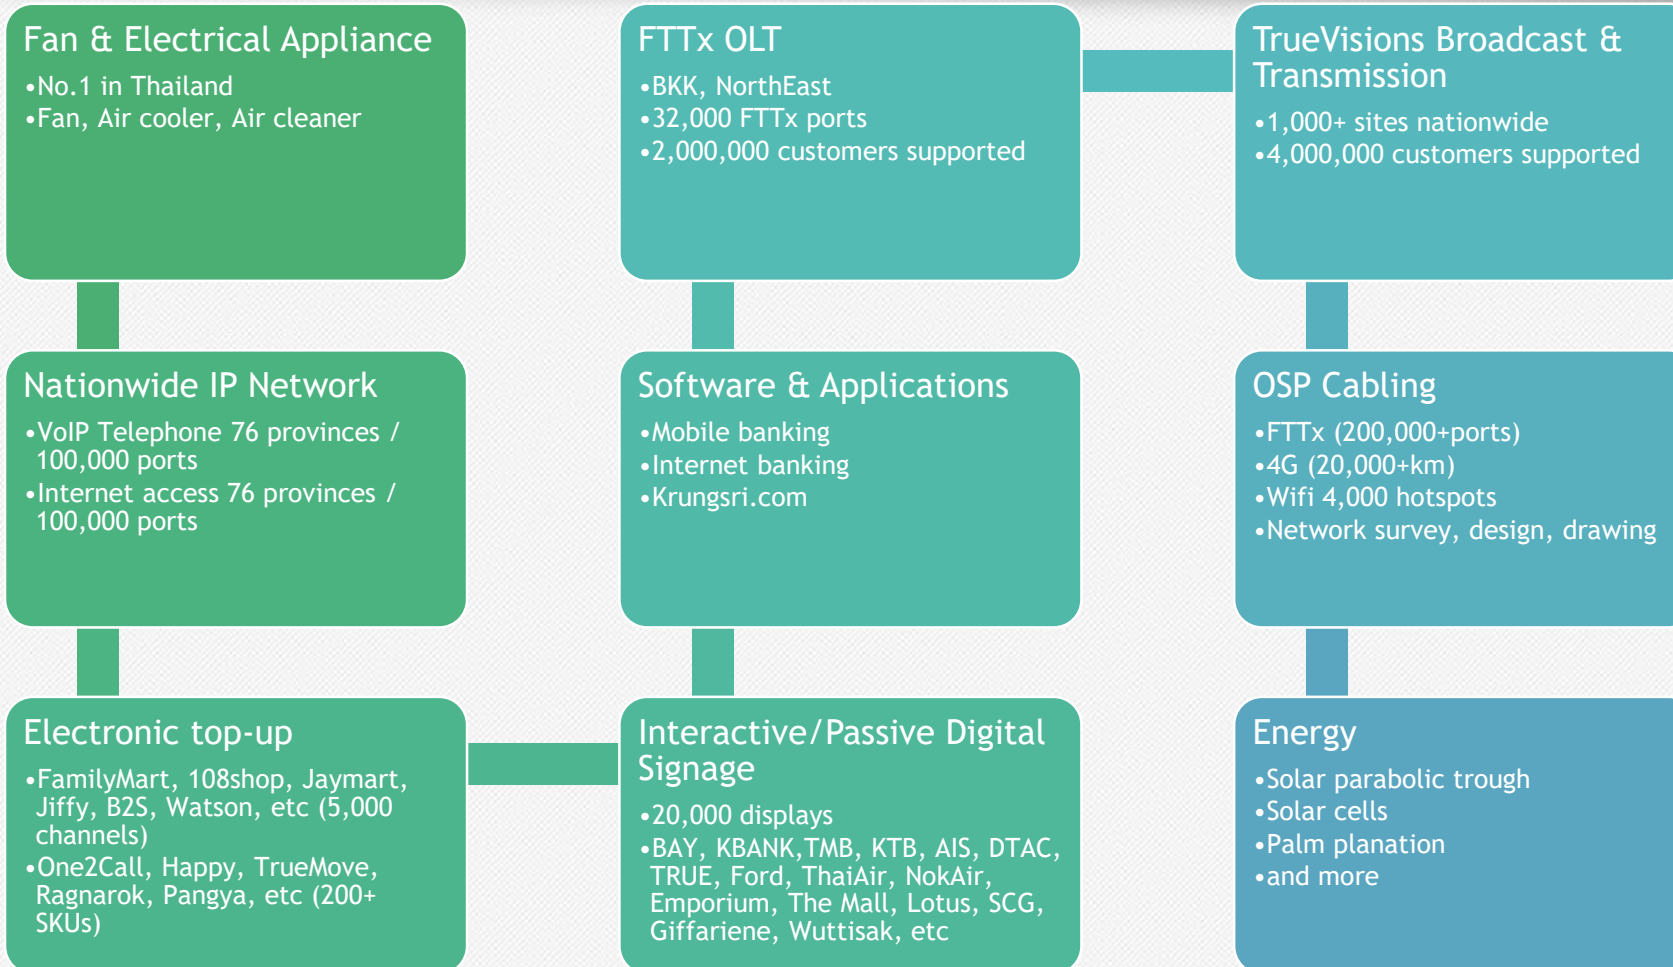 Fan & Electrical Appliance
•No.1 in Thailand
•Fan, Air cooler, Air cleaner
Nationwide IP Network
•VoIP Telephone 76 provinces /
100,000 ports
•Internet access 76 provinces /
100,000 ports
Electronic top-up
•FamilyMart, 108shop, Jaymart,
Jiffy, B2S, Watson, etc (5,000
channels)
•One2Call, Happy, TrueMove,
Ragnarok, Pangya, etc (200+
SKUs)
Interactive/Passive Digital
Signage
•20,000 displays
•BAY, KBANK,TMB, KTB, AIS, DTAC,
TRUE, Ford, ThaiAir, NokAir,
Emporium, The Mall, Lotus, SCG,
Giffariene, Wuttisak, etc
Software & Applications
•Mobile banking
•Internet banking
•Krungsri.com
FTTx OLT
•BKK, NorthEast
•32,000 FTTx ports
•2,000,000 customers supported
TrueVisions Broadcast &
Transmission
•1,000+ sites nationwide
•4,000,000 customers supported
OSP Cabling
•FTTx (200,000+ports)
•4G (20,000+km)
•Wifi 4,000 hotspots
•Network survey, design, drawing
Energy
•Solar parabolic trough
•Solar cells
•Palm planation
•and more